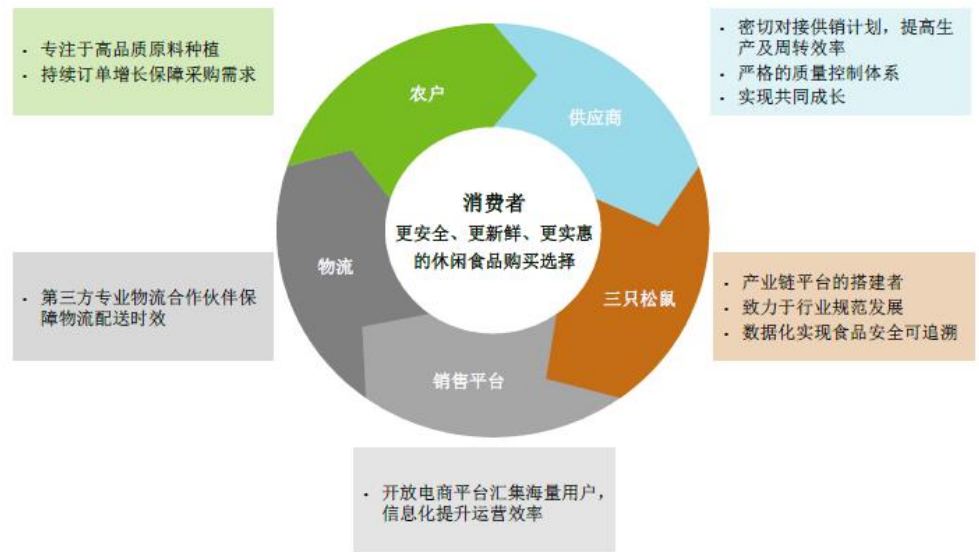 · 专注于高品质原料种植
· 持续订单增长保障采购需求
· 密切对接供销计划，提高生
产及周转效率
· 严格的质量控制体系
· 实现共同成长
农户
供应商
消费者
更安全、更新鲜、更实惠
的休闲食品购买选择
物流
三只松鼠
销售平台
· 第三方专业物流合作伙伴保
障物流配送时效
· 产业链平台的搭建者
· 致力于行业规范发展
· 数据化实现食品安全可追溯
· 开放电商平台汇集海量用户，
信息化提升运营效率